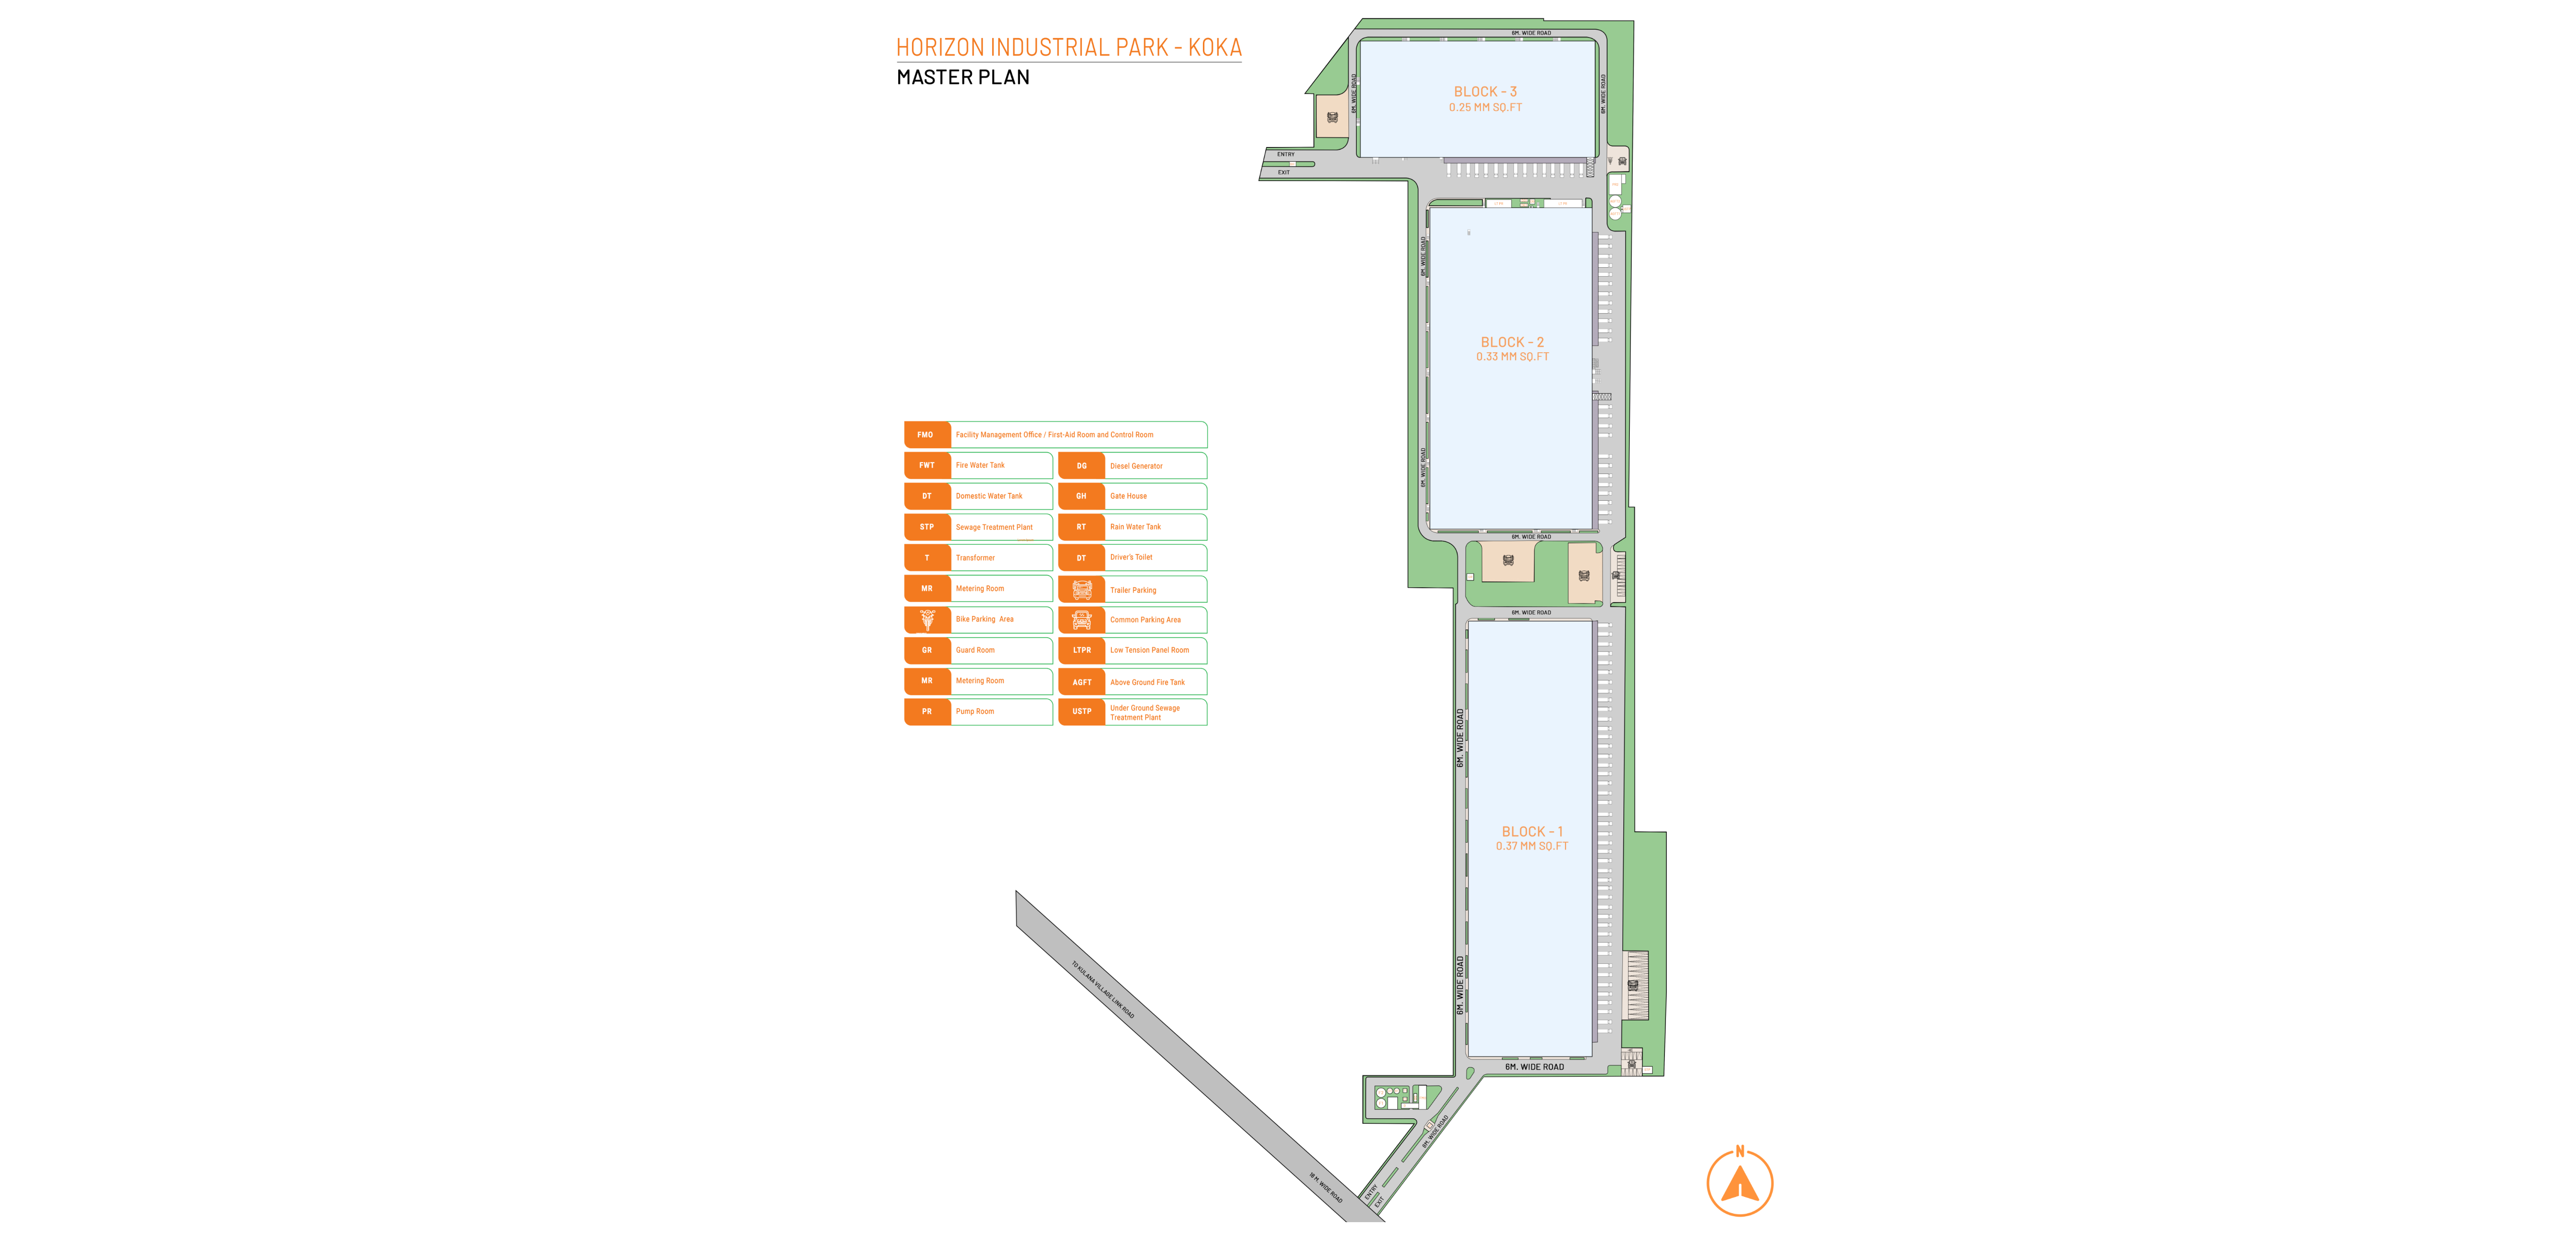 HORIZON INDUSTRIAL PARK - KOKA
MASTER PLAN
6M. WIDE ROAD
6M. WIDE ROAD
6M. WIDE ROAD
BLOCK - 3
0.25 MM SQ.FT
ENTRY
EXIT
6M. WIDE ROAD
BLOCK - 2
0.33 MM SQ.FT
6M. WIDE ROAD
6M. WIDE ROAD
6M. WIDE ROAD
BLOCK - 1
0.37 MM SQ.FT
6M. WIDE ROAD
6M. WIDE ROAD
6M. WIDE ROAD
6M. WIDE ROAD
ENTRY
EXIT
TO KULANA VILLAGE LINK ROAD
18 M. WIDE ROAD
FMO Facility Management Office / First-Aid Room and Control Room
FWT Fire Water Tank
DG Diesel Generator
DT Domestic Water Tank
GH Gate House
STP Sewage Treatment Plant
RT Rain Water Tank
T Transformer
DT Driver's Toilet
MR Metering Room
Trailer Parking
Bike Parking Area
Common Parking Area
GR Guard Room
LTPR Low Tension Panel Room
MR Metering Room
AGFT Above Ground Fire Tank
PR Pump Room
USTP Under Ground Sewage
Treatment Plant
N